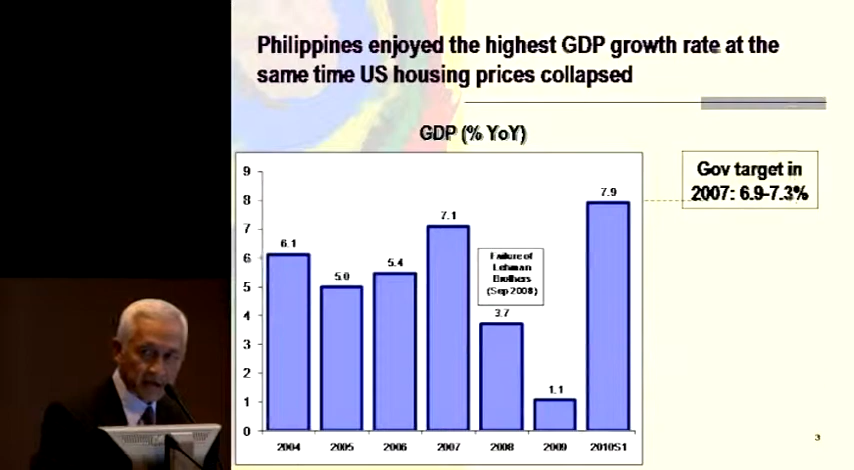 Philippines enjoyed the highest GDP growth rate at the
same time US housing prices collapsed
GDP (% YoY)
Gov target in
2007: 6.9-7.3%
9
8
7
6
5
4
3
2
1
0
6.1
5.0
5.4
7.1
Failure of
Lehman
Brothers
(Sep 2008)
3.7
1.1
7.9
2004 2005 2006 2007 2008 2009 2010S1
3